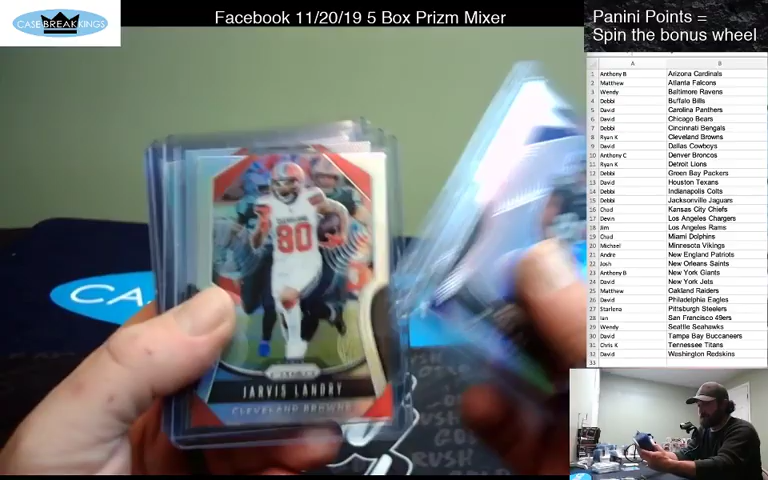 CASE BREAK KINGS
Facebook 11/20/19 5 Box Prizm Mixer
Panini Points =
Spin the bonus wheel
A B
1 Anthony B Arizona Cardinals
2 Matthew Atlanta Falcons
3 Wendy Baltimore Ravens
4 Debbi Buffalo Bills
5 David Carolina Panthers
6 David Chicago Bears
7 Debbi Cincinnati Bengals
8 Ryan K Cleveland Browns
9 David Dallas Cowboys
10 Anthony C Denver Broncos
11 Ryan K Detroit Lions
12 Debbi Green Bay Packers
13 David Houston Texans
14 Debbi Indianapolis Colts
15 Debbi Jacksonville Jaguars
16 Chad Kansas City Chiefs
17 Devin Los Angeles Chargers
18 Jim Los Angeles Rams
19 Chad Miami Dolphins
20 Michael Minnesota Vikings
21 Andre New England Patriots
22 Josh New Orleans Saints
23 Anthony B New York Giants
24 David New York Jets
25 Matthew Oakland Raiders
26 David Philadelphia Eagles
27 Starlena Pittsburgh Steelers
28 Ian San Francisco 49ers
29 Wendy Seattle Seahawks
30 David Tampa Bay Buccaneers
31 Chris K Tennessee Titans
32 David Washington Redskins
33
80
JARVIS LANDRY
CLEVELAND BROWNS
CA
RUSH